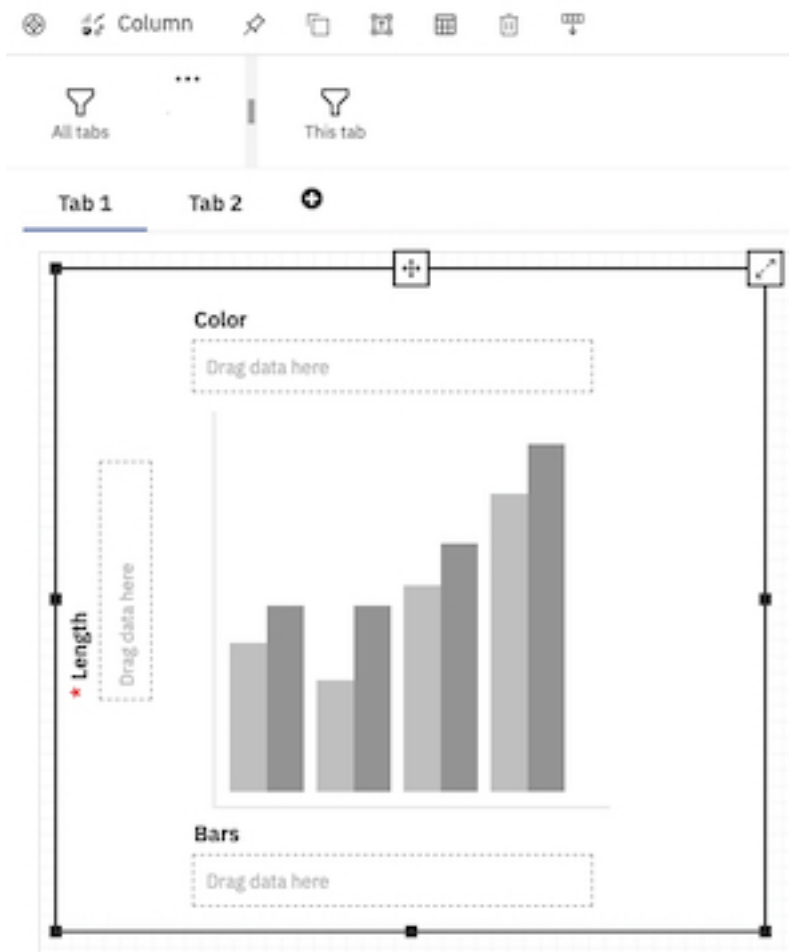 Column
All tabs
This tab
Tab 1
Tab 2
Color
Drag data here
* Length
Drag data here
Bars
Drag data here